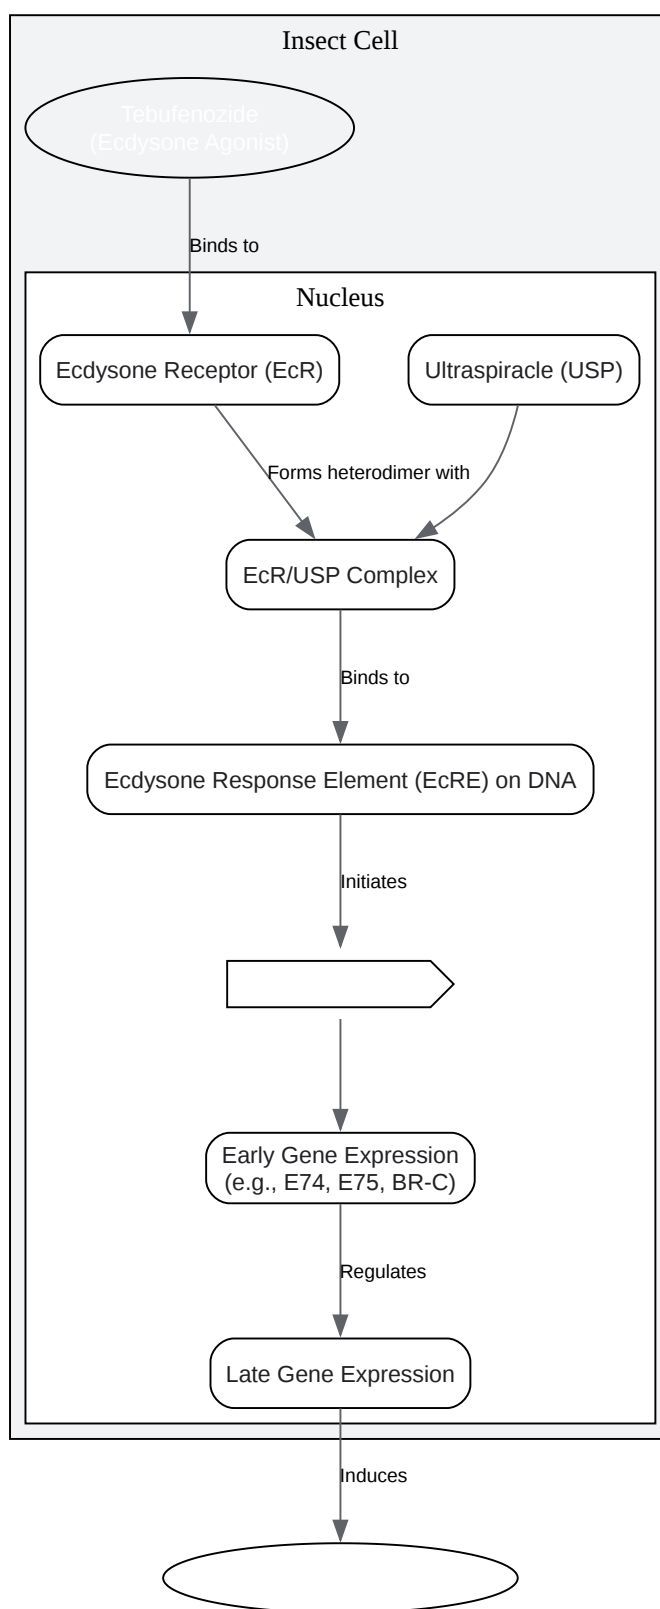 Insect Cell
Tebufenozide
(Ecdysone Agonist)
Binds to
Nucleus
Ecdysone Receptor (EcR)
Ultraspiracle (USP)
Forms heterodimer with
EcR/USP Complex
Binds to
Ecdysone Response Element (EcRE) on DNA
Initiates
Early Gene Expression
(e.g., E74, E75, BR-C)
Regulates
Late Gene Expression
Induces